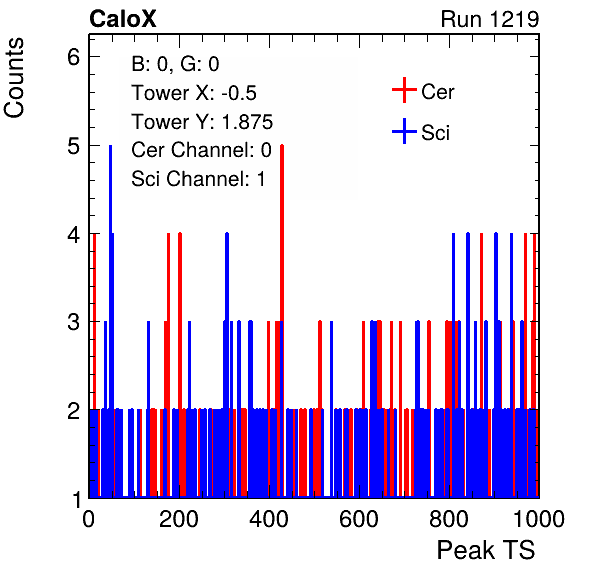 CaloX Run 1219
Counts
B: 0, G: 0
Tower X: -0.5
Tower Y: 1.875
Cer Channel: 0
Sci Channel: 1
Cer
Sci
6
5
4
3
2
1
0 200 400 600 800 1000
Peak TS